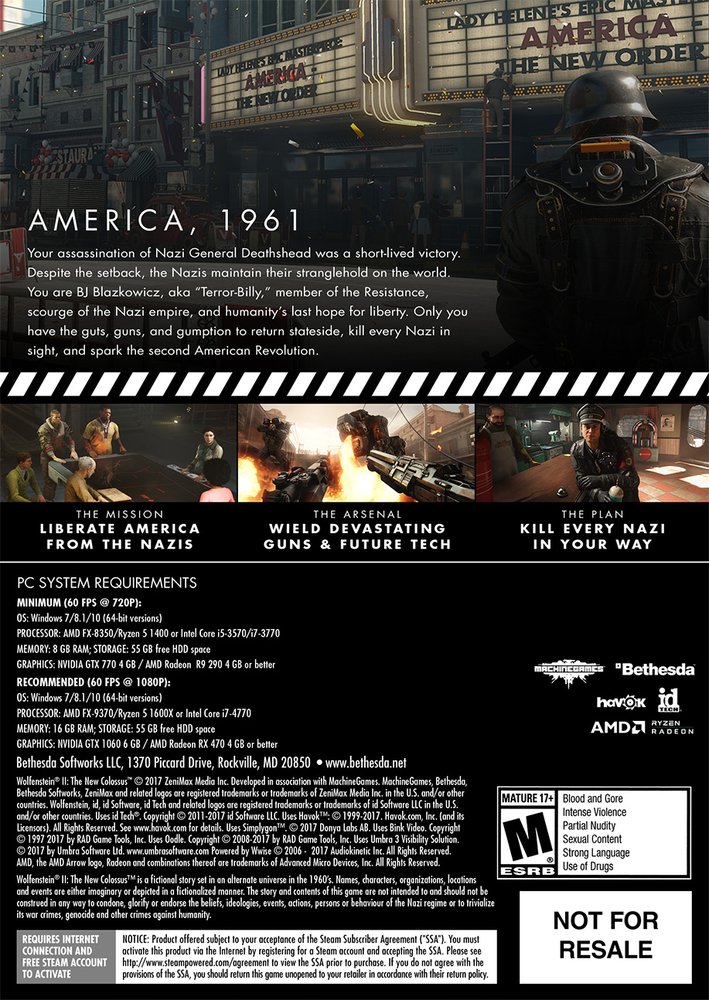 LADY HELENE'S EPIC MASTERPIECE:
AMERICA -
THE NEW ORDER
LADY HELENE'S EPIC MASTER
AMERICA -
THE NEW ORDER
RESTAURA
AMERICA, 1961
Your assassination of Nazi General Deathshead was a short-lived victory.
Despite the setback, the Nazis maintain their stranglehold on the world.
You are BJ Blazkowicz, aka “Terror-Billy,” member of the Resistance,
scourge of the Nazi empire, and humanity’s last hope for liberty. Only you
have the guts, guns, and gumption to return stateside, kill every Nazi in
sight, and spark the second American Revolution.
THE MISSION
LIBERATE AMERICA
FROM THE NAZIS
THE ARSENAL
WIELD DEVASTATING
GUNS & FUTURE TECH
THE PLAN
KILL EVERY NAZI
IN YOUR WAY
PC SYSTEM REQUIREMENTS
MINIMUM (60 FPS @ 720P):
OS: Windows 7/8.1/10 (64-bit versions)
PROCESSOR: AMD FX-8350/Ryzen 5 1400 or Intel Core i5-3570/i7-3770
MEMORY: 8 GB RAM; STORAGE: 55 GB free HDD space
GRAPHICS: NVIDIA GTX 770 4 GB / AMD Radeon R9 290 4 GB or better
RECOMMENDED (60 FPS @ 1080P):
OS: Windows 7/8.1/10 (64-bit versions)
PROCESSOR: AMD FX-9370/Ryzen 5 1600X or Intel Core i7-4770
MEMORY: 16 GB RAM; STORAGE: 55 GB free HDD space
GRAPHICS: NVIDIA GTX 1060 6 GB / AMD Radeon RX 470 4 GB or better
Bethesda Softworks LLC, 1370 Piccard Drive, Rockville, MD 20850 • www.bethesda.net
Wolfenstein® II: The New Colossus™ © 2017 ZeniMax Media Inc. Developed in association with MachineGames. MachineGames, Bethesda,
Bethesda Softworks, ZeniMax and related logos are registered trademarks or trademarks of ZeniMax Media Inc. in the U.S. and/or other
countries. Wolfenstein, id, id Software, id Tech and related logos are registered trademarks or trademarks of id Software LLC in the U.S.
and/or other countries. Uses id Tech®. Copyright © 2011-2017 id Software LLC. Uses Havok™: © 1999-2017. Havok.com, Inc. (and its
Licensors). All Rights Reserved. See www.havok.com for details. Uses Simplygon™. © 2017 Donya Labs AB. Uses Bink Video. Copyright
© 1997 2017 by RAD Game Tools, Inc. Uses Oodle. Copyright © 2008-2017 by RAD Game Tools, Inc. Uses Umbra 3 Visibility Solution.
© 2017 by Umbra Software Ltd. www.umbrasoftware.com Powered by Wwise © 2006 - 2017 Audiokinetic Inc. All Rights Reserved.
AMD, the AMD Arrow logo, Radeon and combinations thereof are trademarks of Advanced Micro Devices, Inc. All Rights Reserved.
Wolfenstein® II: The New Colossus™ is a fictional story set in an alternate universe in the 1960's. Names, characters, organizations, locations
and events are either imaginary or depicted in a fictionalized manner. The story and contents of this game are not intended to and should not be
construed in any way to condone, glorify or endorse the beliefs, ideologies, events, actions, persons or behaviour of the Nazi regime or to trivialize
its war crimes, genocide and other crimes against humanity.
REQUIRES INTERNET
CONNECTION AND
FREE STEAM ACCOUNT
TO ACTIVATE
NOTICE: Product offered subject to your acceptance of the Steam Subscriber Agreement ("SSA"). You must
activate this product via the Internet by registering for a Steam account and accepting the SSA. Please see
http://www.steampowered.com/agreement to view the SSA prior to purchase. If you do not agree with the
provisions of the SSA, you should return this game unopened to your retailer in accordance with their return policy.
MACHINEGAMES
Bethesda
havok
id
TECH
AMD
RYZEN
RADEON
MATURE 17+
M
®
ESRB
Blood and Gore
Intense Violence
Partial Nudity
Sexual Content
Strong Language
Use of Drugs
NOT FOR
RESALE